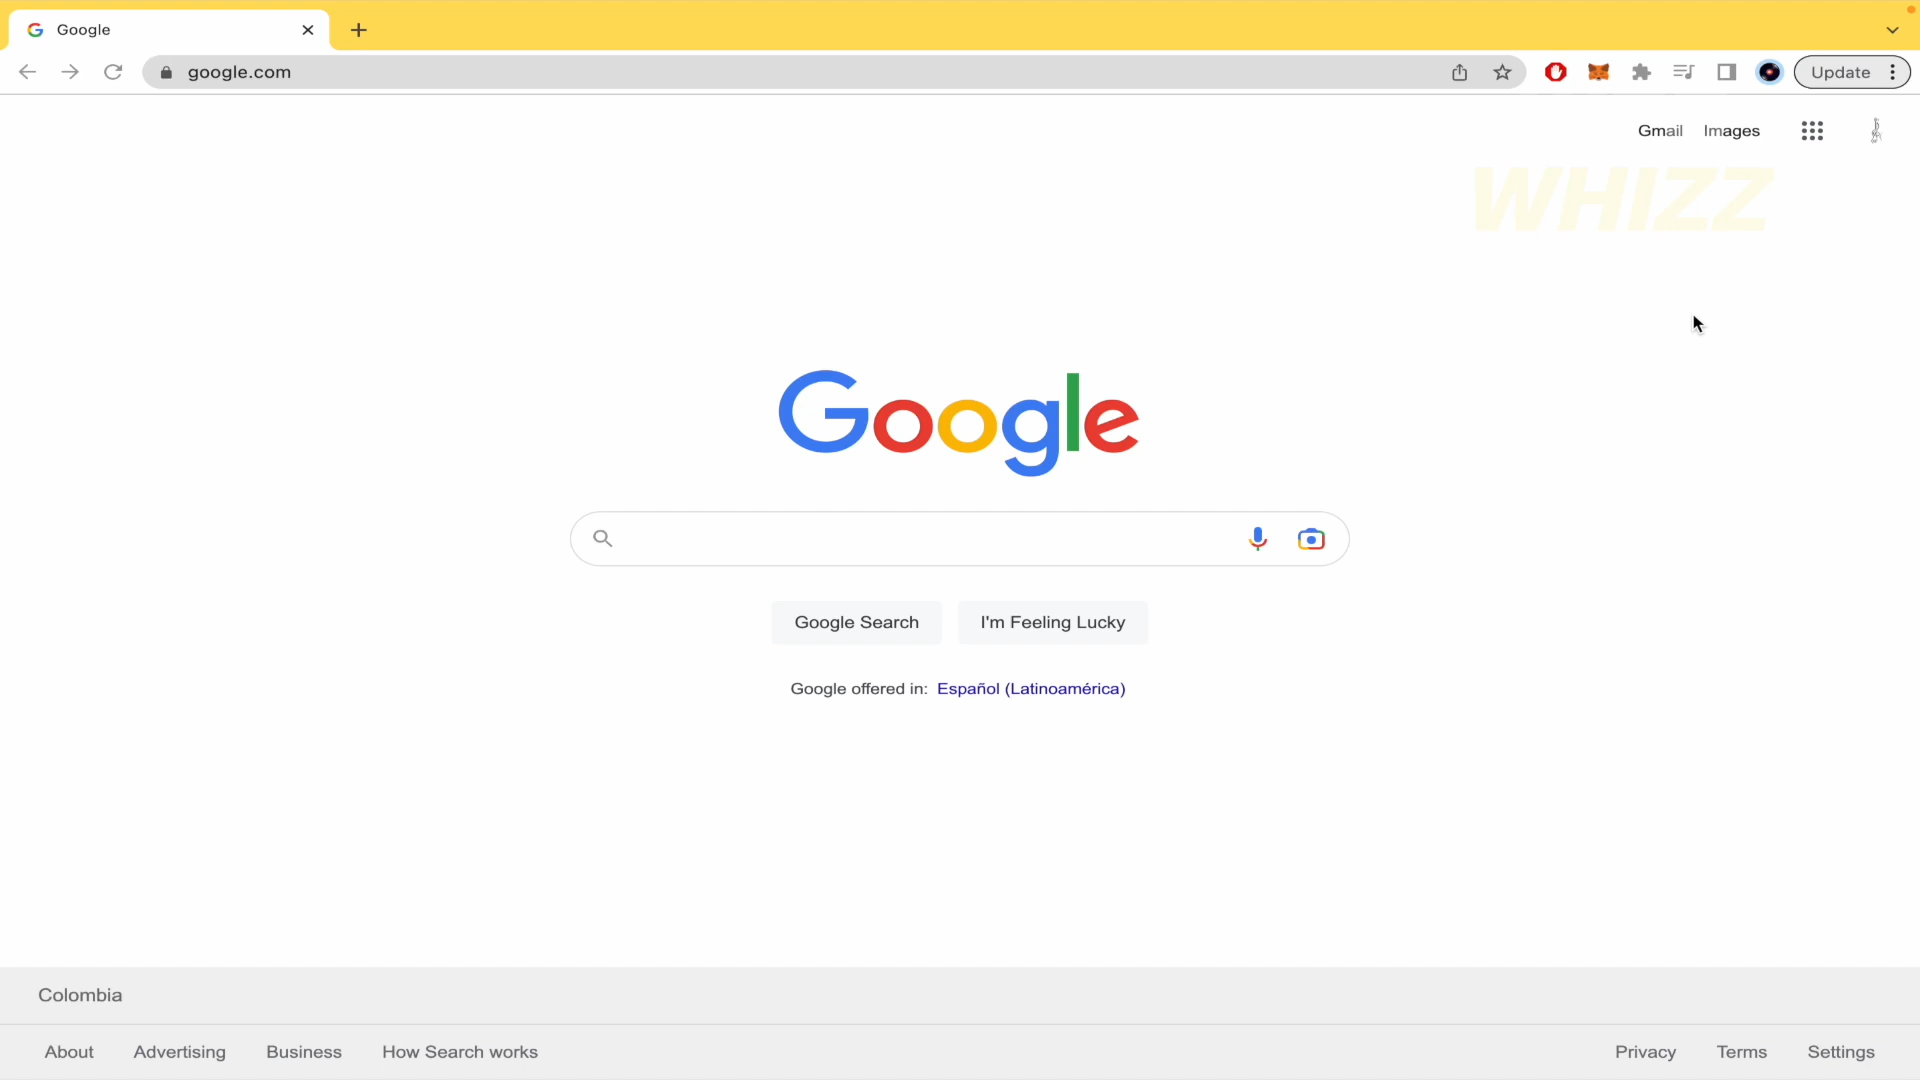 Google
google.com
Update
Gmail Images
WHIZZ
Google
Google Search I'm Feeling Lucky
Google offered in: Español (Latinoamérica)
Colombia
About Advertising Business How Search works Privacy Terms Settings